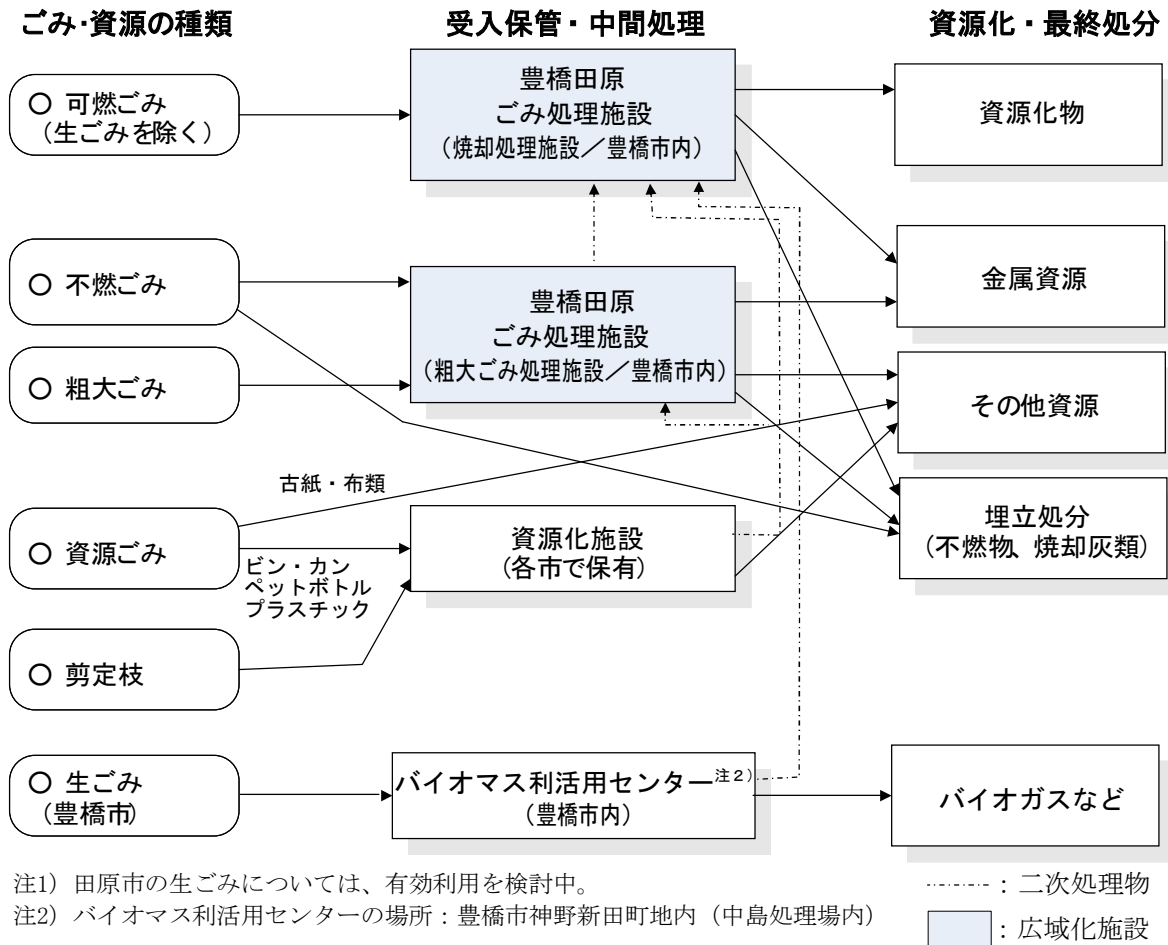 ごみ・資源の種類
受入保管・中間処理
資源化・最終処分
○ 可燃ごみ
（生ごみを除く）
豊橋田原
ごみ処理施設
（焼却処理施設／豊橋市内）
資源化物
○ 不燃ごみ
豊橋田原
ごみ処理施設
（粗大ごみ処理施設／豊橋市内）
金属資源
○ 粗大ごみ
その他資源
古紙・布類
○ 資源ごみ
ビン・カン
ペットボトル
プラスチック
資源化施設
（各市で保有）
埋立処分
（不燃物、焼却灰類）
○ 剪定枝
○ 生ごみ
（豊橋市）
バイオマス利活用センター注２）
（豊橋市内）
バイオガスなど
注1） 田原市の生ごみについては、有効利用を検討中。
注2） バイオマス利活用センターの場所：豊橋市神野新田町地内（中島処理場内）
：二次処理物
：広域化施設